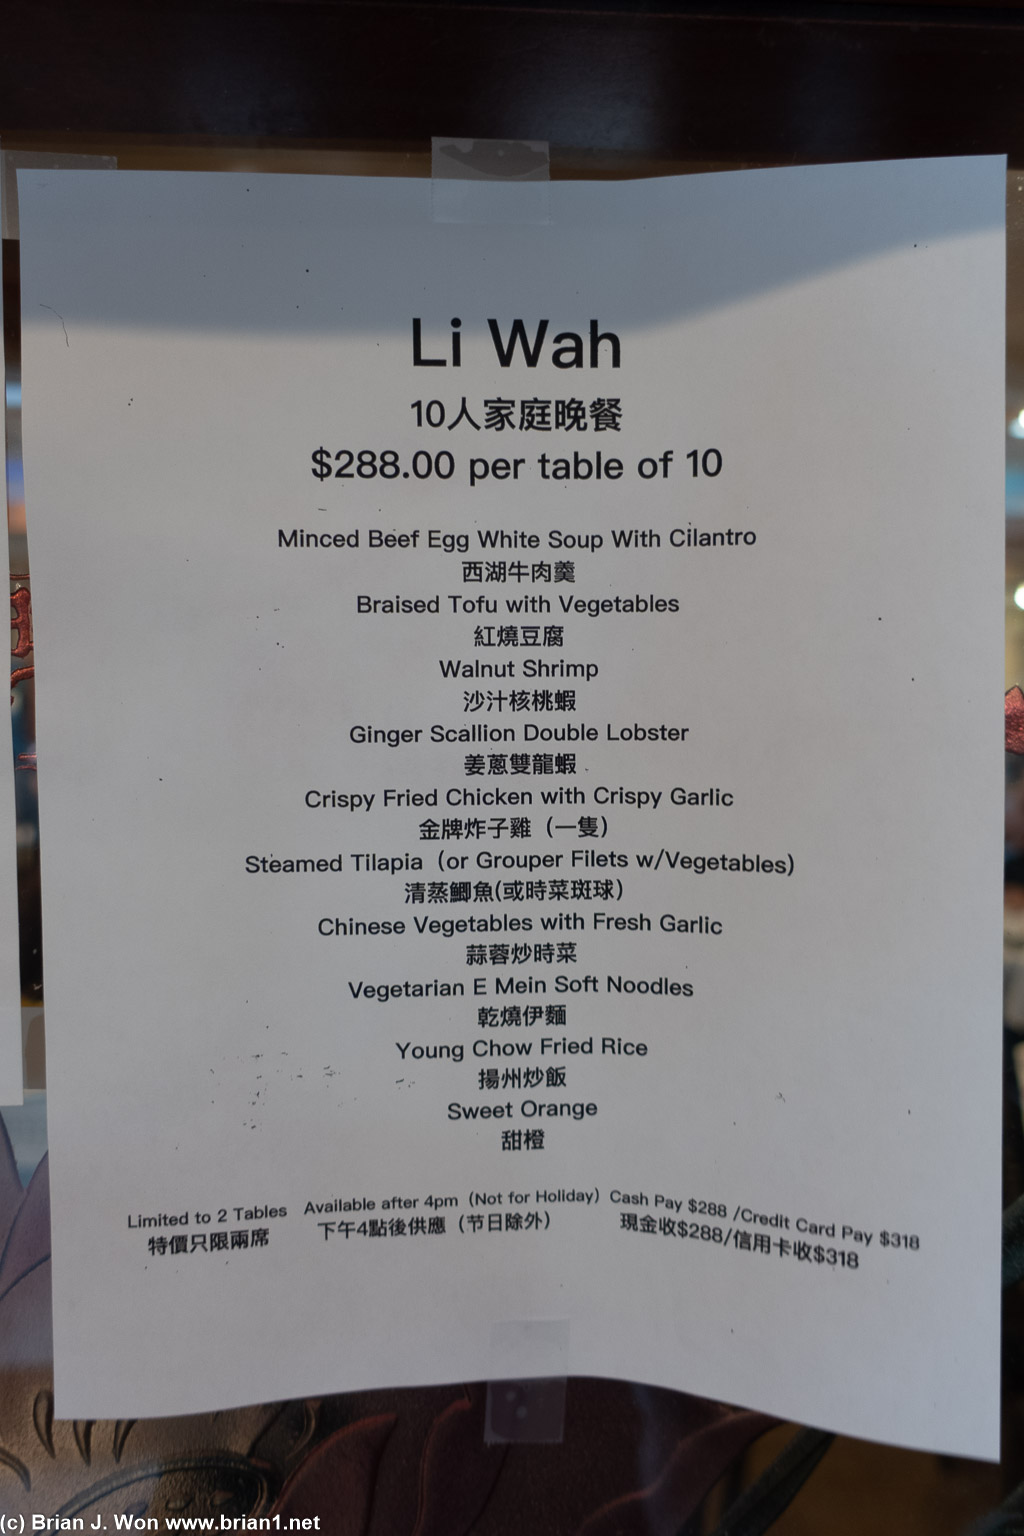 Li Wah
10人家庭晚餐
$288.00 per table of 10
Minced Beef Egg White Soup With Cilantro
西湖牛肉羹
Braised Tofu with Vegetables
紅燒豆腐
Walnut Shrimp
沙汁核桃蝦
Ginger Scallion Double Lobster
姜蔥雙龍蝦
Crispy Fried Chicken with Crispy Garlic
金牌炸子雞（一隻）
Steamed Tilapia（or Grouper Filets w/Vegetables)
清蒸鯽魚(或時菜斑球）
Chinese Vegetables with Fresh Garlic
蒜蓉炒時菜
Vegetarian E Mein Soft Noodles
乾燒伊麵
Young Chow Fried Rice
揚州炒飯
Sweet Orange
甜橙
Limited to 2 Tables Available after 4pm（Not for Holiday）Cash Pay $288 /Credit Card Pay $318
特價只限兩席 下午4點後供應（节日除外） 現金收$288/信用卡收$318
(c) Brian J. Won www.brian1.net